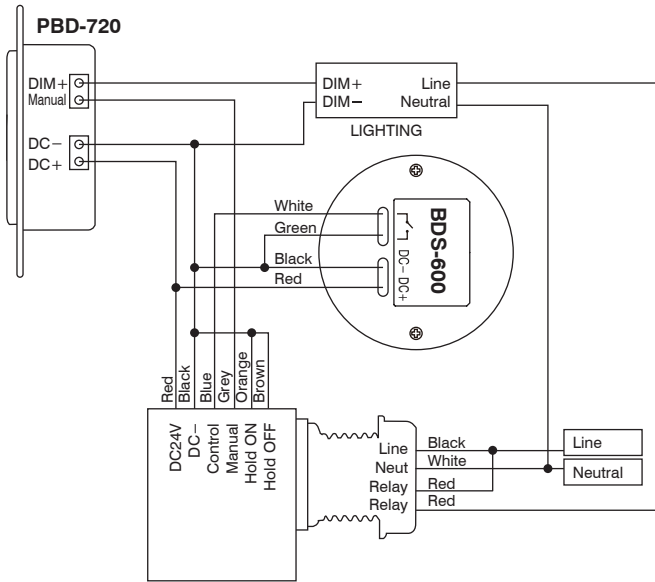 PBD-720
DIM+
Manual
DC−
DC+
DIM+ Line
DIM− Neutral
LIGHTING
White
Green
Black
Red
BDS-600
DC− DC+
Red
Black
Blue
Grey
Orange
Brown
DC24V
DC−
Control
Manual
Hold ON
Hold OFF
Line Black
Neut White
Relay Red
Relay Red
Line
Neutral